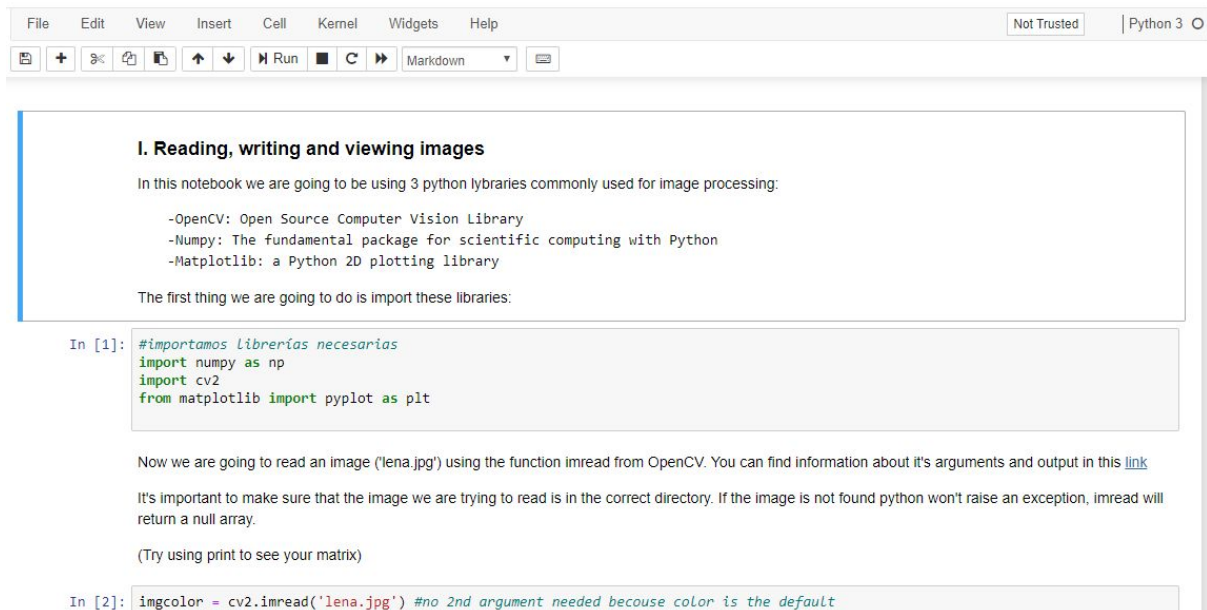 File Edit View Insert Cell Kernel Widgets Help Not Trusted Python 3
Run Markdown
I. Reading, writing and viewing images
In this notebook we are going to be using 3 python lybraries commonly used for image processing:
-OpenCV: Open Source Computer Vision Library
-Numpy: The fundamental package for scientific computing with Python
-Matplotlib: a Python 2D plotting library
The first thing we are going to do is import these libraries:
In [1]: #importamos librerías necesarias
import numpy as np
import cv2
from matplotlib import pyplot as plt
Now we are going to read an image ('lena.jpg') using the function imread from OpenCV. You can find information about it's arguments and output in this link
It's important to make sure that the image we are trying to read is in the correct directory. If the image is not found python won't raise an exception, imread will
return a null array.
(Try using print to see your matrix)
In [2]: imgcolor = cv2.imread('lena.jpg') #no 2nd argument needed becouse color is the default